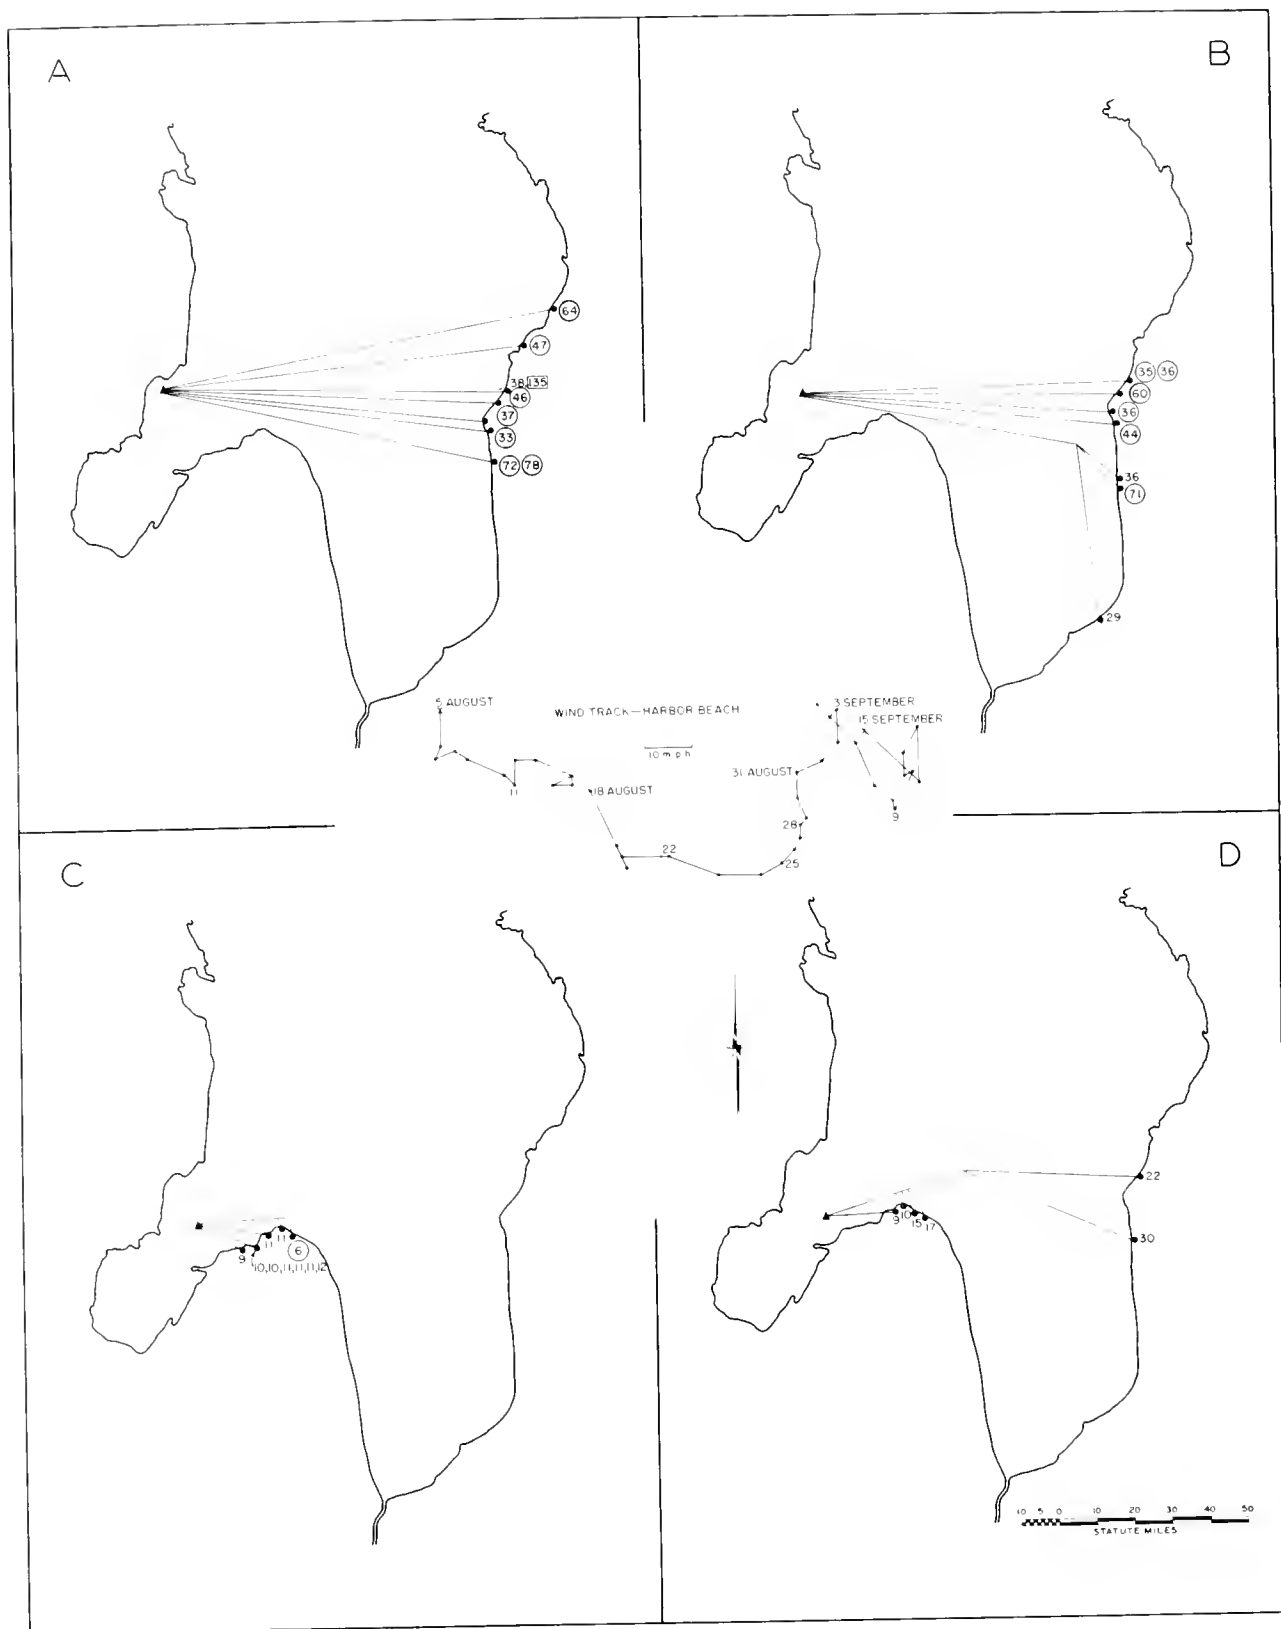 A
B
64
47
38, 135
46
37
33
72 78
35 36
60
36
44
36
71
29
5 AUGUST
WIND TRACK—HARBOR BEACH
10 m p h
11
18 AUGUST
22
25
28
31 AUGUST
3 SEPTEMBER
15 SEPTEMBER
9
C
D
9
10,10,11,11,11,12
11
11
6
9
10
15
17
22
30
10 5 0 10 20 30 40 50
STATUTE MILES